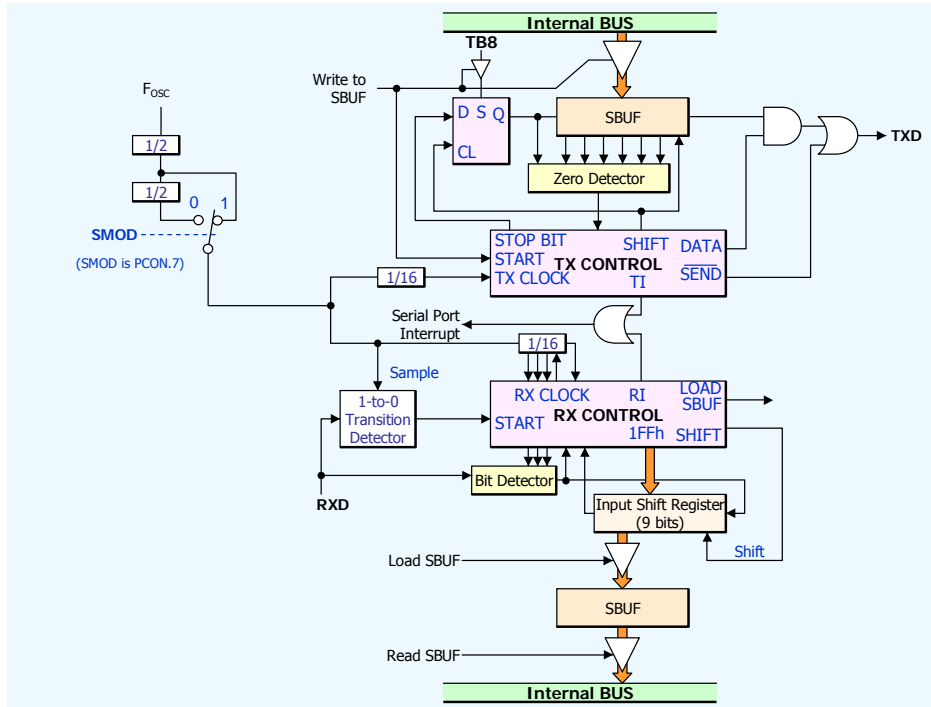 Internal BUS
TB8
Write to
SBUF
F_OSC
D S Q
CL
SBUF
TXD
1/2
Zero Detector
1/2
0 1
SMOD
(SMOD is PCON.7)
STOP BIT
SHIFT
DATA
START
TX CONTROL
TX CLOCK
TI
SEND
1/16
Serial Port
Interrupt
1/16
Sample
RX CLOCK
RI
LOAD
SBUF
1-to-0
Transition
Detector
START
RX CONTROL
1FFh
SHIFT
Bit Detector
RXD
Input Shift Register
(9 bits)
Shift
Load SBUF
SBUF
Read SBUF
Internal BUS